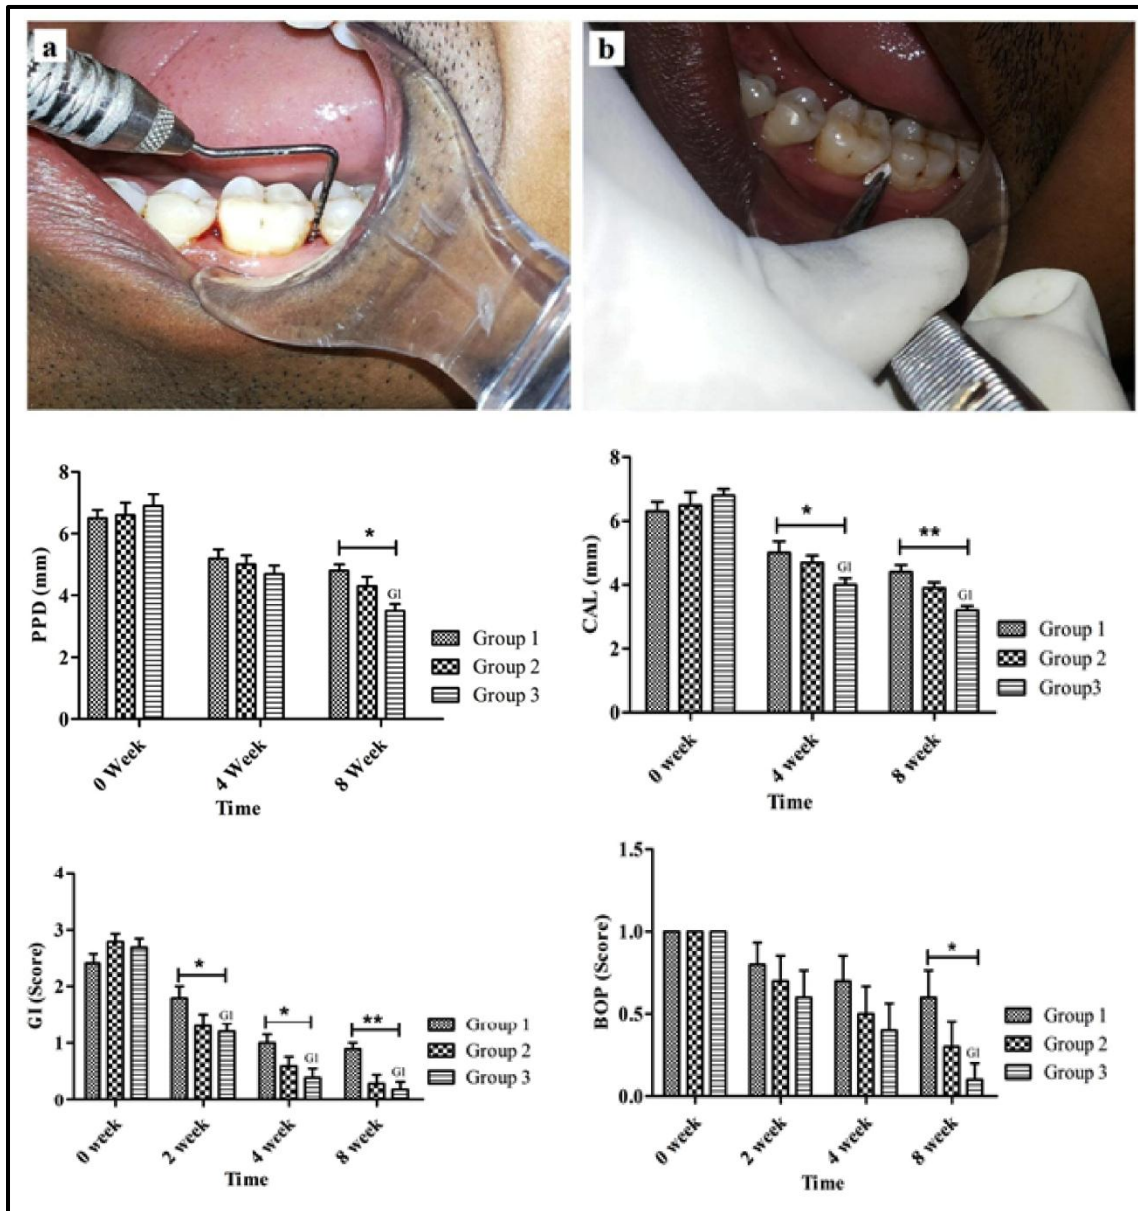 a
b
8
6
4
2
0
PPD (mm)
*
G1
0 Week
4 Week
8 Week
Time
Group 1
Group 2
Group 3
8
6
4
2
0
CAL (mm)
*
**
G1
G1
0 week
4 week
8 week
Time
Group 1
Group 2
Group3
4
3
2
1
0
GI (Score)
*
*
**
G1
G1
G1
0 week
2 week
4 week
8 week
Time
Group 1
Group 2
Group 3
1.5
1.0
0.5
0.0
BOP (Score)
*
G1
0 week
2 week
4 week
8 week
Time
Group 1
Group 2
Group 3